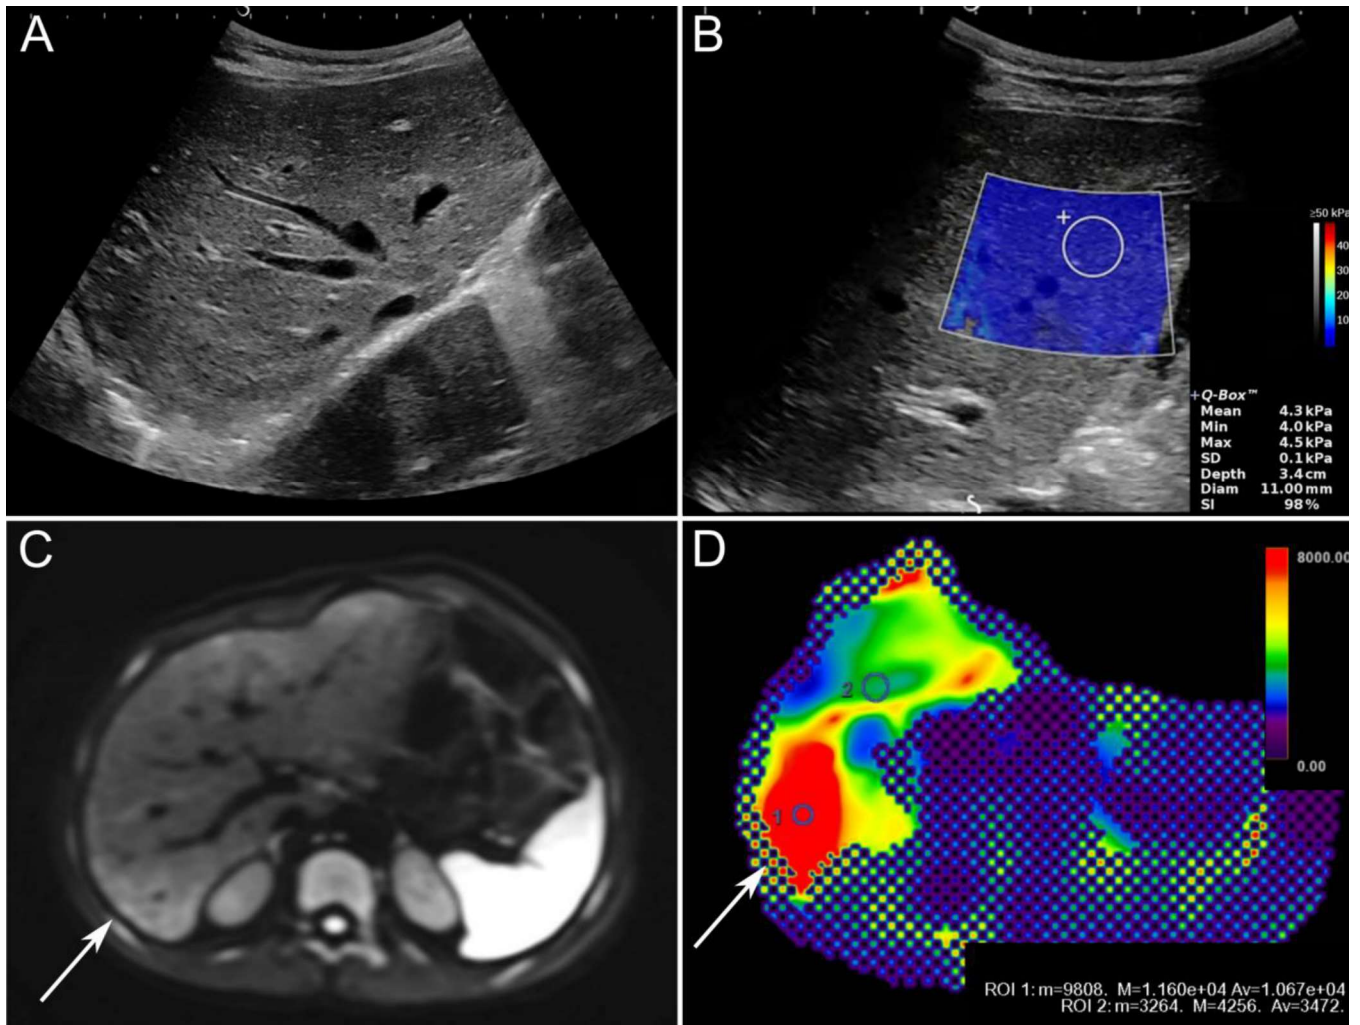 A
B
≥50 kPa
40
30
20
10
+Q-Box™
Mean 4.3 kPa
Min 4.0 kPa
Max 4.5 kPa
SD 0.1 kPa
Depth 3.4 cm
Diam 11.00 mm
SI 98 %
C
D
8000.00
2
1
0.00
ROI 1: m=9808. M=1.160e+04 Av=1.067e+04
ROI 2: m=3264. M=4256. Av=3472.